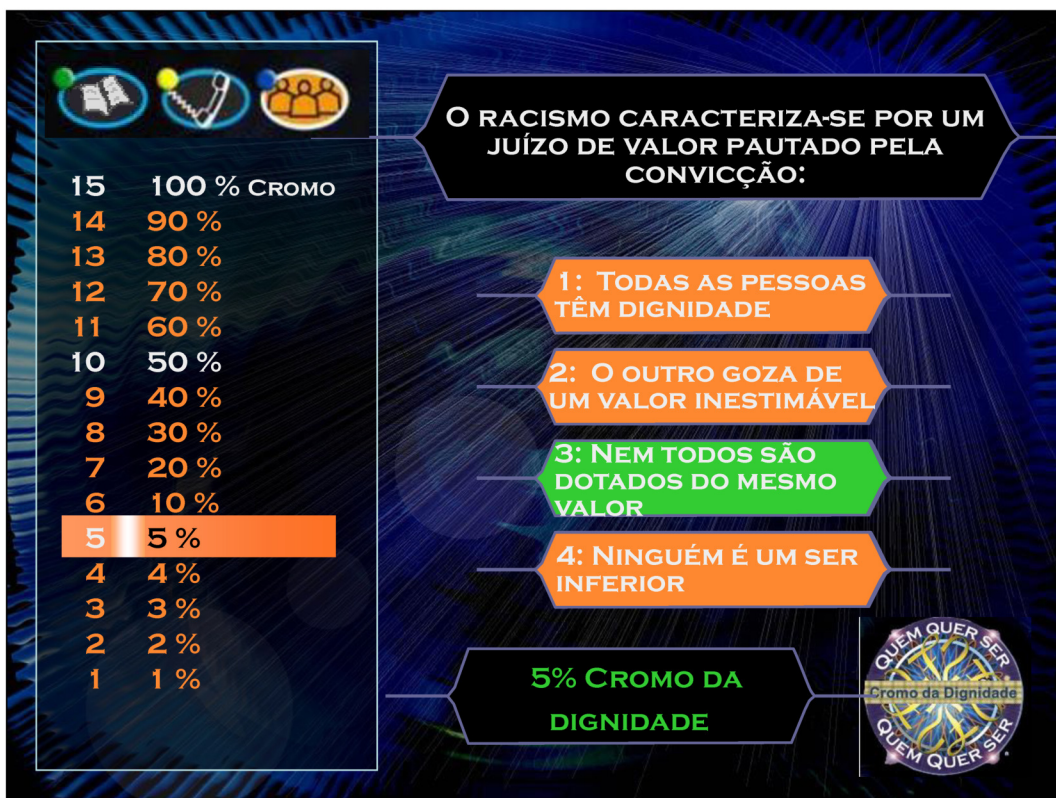 O RACISMO CARACTERIZA-SE POR UM
JUÍZO DE VALOR PAUTADO PELA
CONVICÇÃO:
15 100 % CROMO
14 90 %
13 80 %
12 70 %
11 60 %
10 50 %
9 40 %
8 30 %
7 20 %
6 10 %
5 5 %
4 4 %
3 3 %
2 2 %
1 1 %
1: TODAS AS PESSOAS
TÊM DIGNIDADE
2: O OUTRO GOZA DE
UM VALOR INESTIMÁVEL
3: NEM TODOS SÃO
DOTADOS DO MESMO
VALOR
4: NINGUÉM É UM SER
INFERIOR
5% CROMO DA
DIGNIDADE
QUEM QUER SER
Cromo da Dignidade
QUEM QUER SER